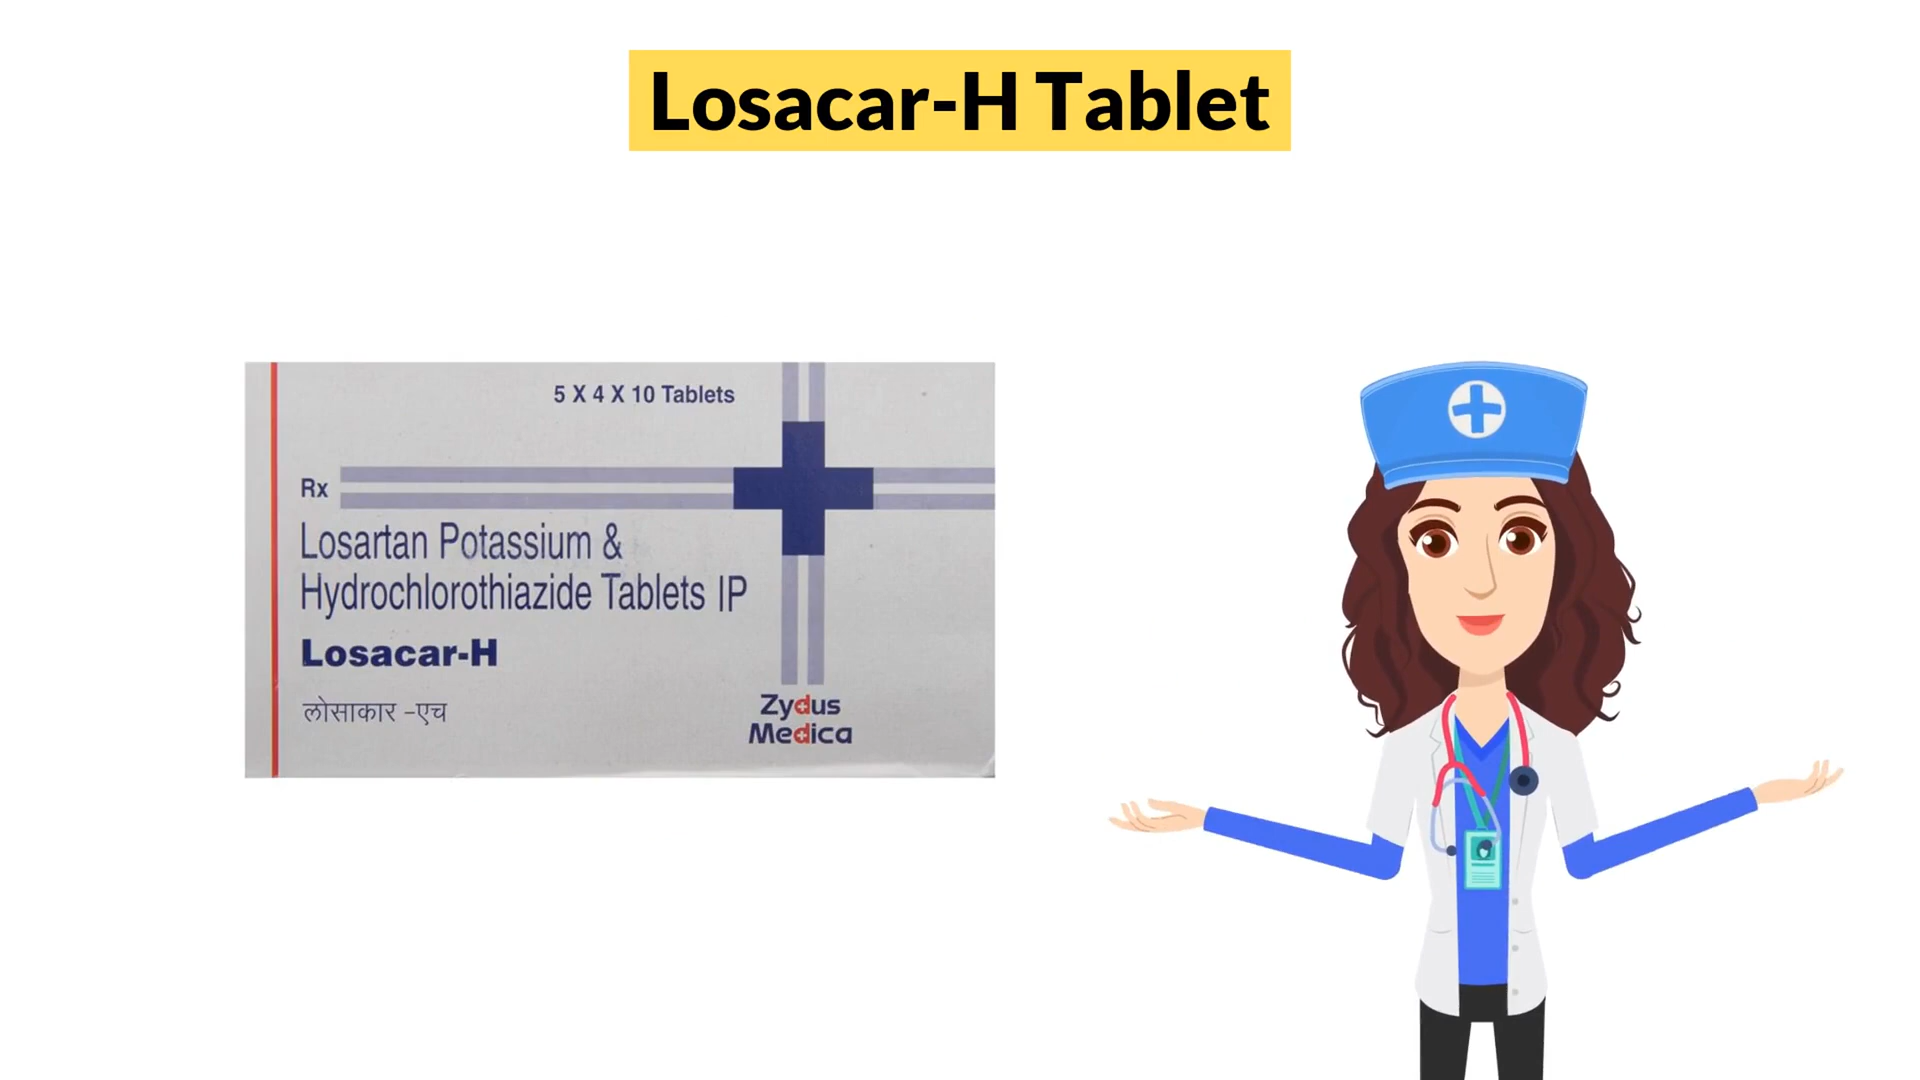 Losacar-H Tablet
5 X 4 X 10 Tablets
Rx
Losartan Potassium &
Hydrochlorothiazide Tablets IP
Losacar-H
लोसाकार -एच
Zydus
Medica